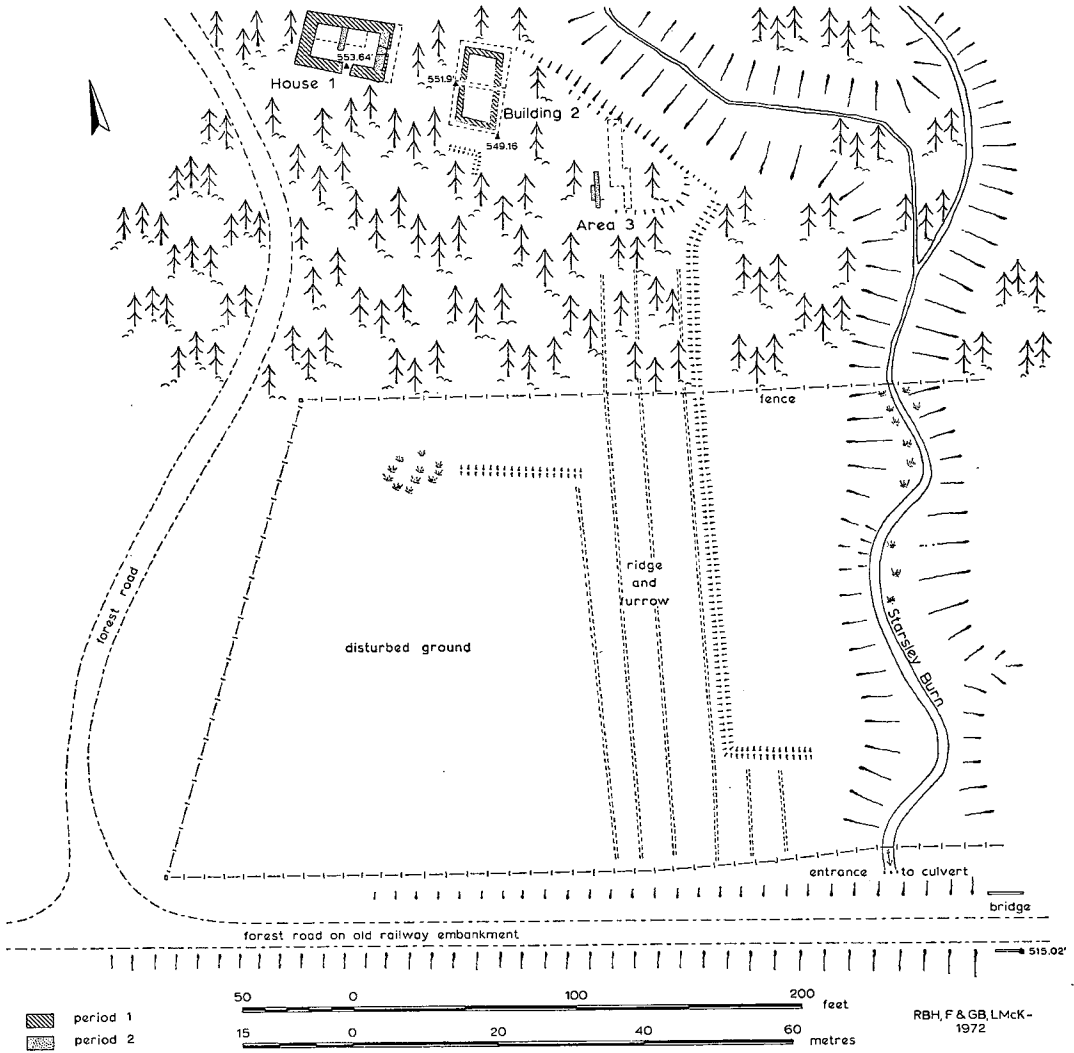 553.64'
House 1
551.9'
Building 2
549.16
Area 3
fence
forest road
ridge
and
furrow
disturbed ground
Starsley Burn
entrance to culvert
bridge
forest road on old railway embankment
515.02'
50 0 100 200 feet
period 1
period 2
15 0 20 40 60 metres
RBH, F & GB, LMcK-
1972